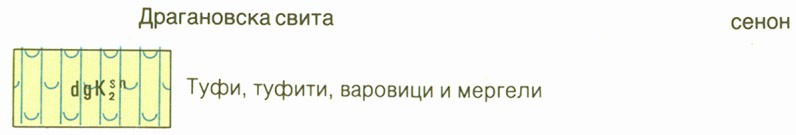 Драгановска свита сенон
dgK₂ˢⁿ Туфи, туфити, варовици и мергели